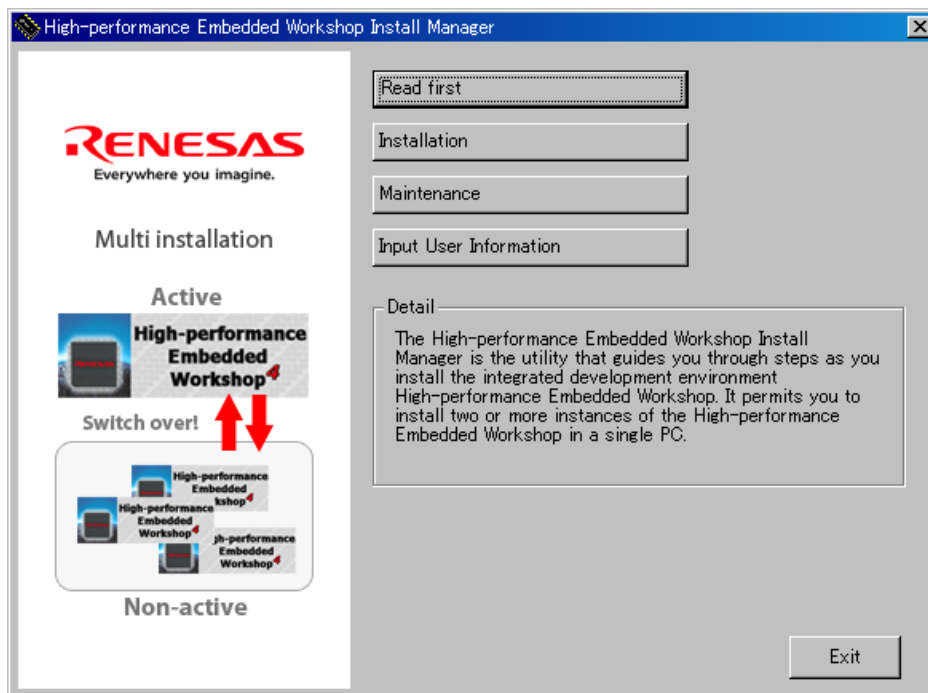 High-performance Embedded Workshop Install Manager
RENESAS
Everywhere you imagine.
Multi installation
Active
High-performance
Embedded
Workshop4
Switch over!
High-performance
Embedded
kshop4
High-performance
Embedded
Workshop4
gh-performance
Embedded
Workshop4
Non-active
Read first
Installation
Maintenance
Input User Information
Detail
The High-performance Embedded Workshop Install
Manager is the utility that guides you through steps as you
install the integrated development environment
High-performance Embedded Workshop. It permits you to
install two or more instances of the High-performance
Embedded Workshop in a single PC.
Exit